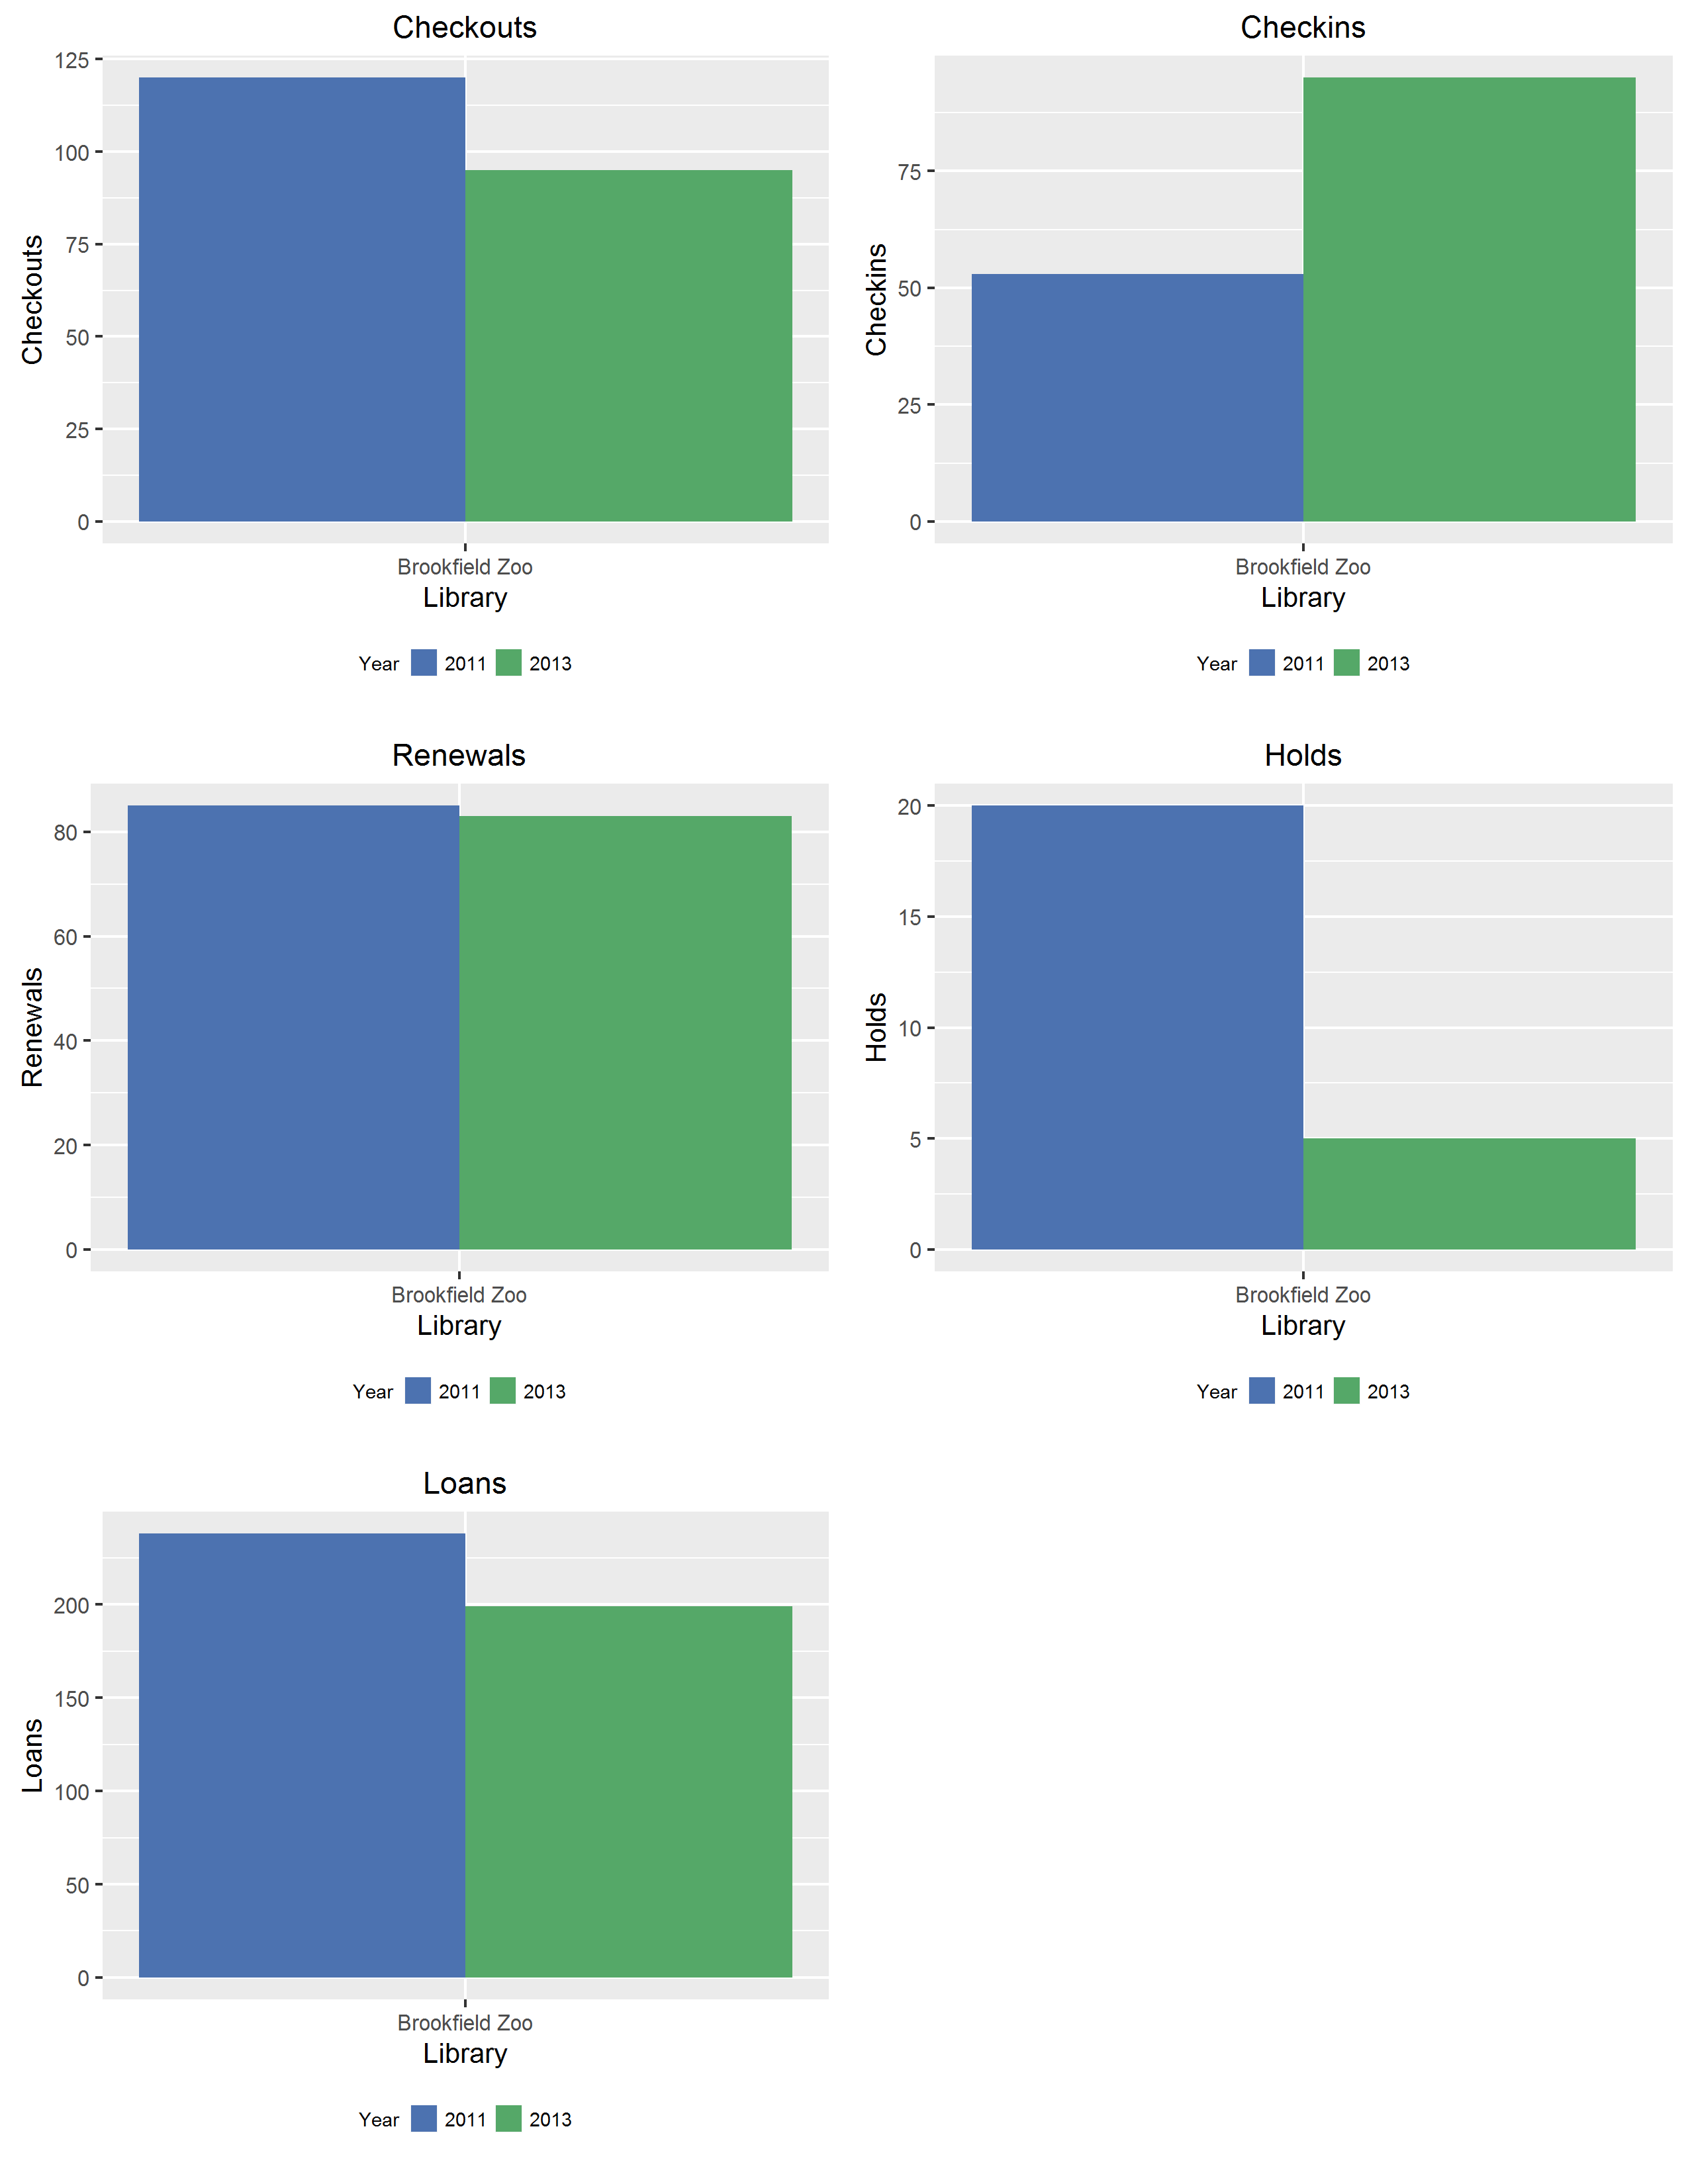 Checkouts
125
100
75
50
25
0
Checkouts
Brookfield Zoo
Library
Year 2011 2013
Checkins
75
50
25
0
Checkins
Brookfield Zoo
Library
Year 2011 2013
Renewals
80
60
40
20
0
Renewals
Brookfield Zoo
Library
Year 2011 2013
Holds
20
15
10
5
0
Holds
Brookfield Zoo
Library
Year 2011 2013
Loans
200
150
100
50
0
Loans
Brookfield Zoo
Library
Year 2011 2013